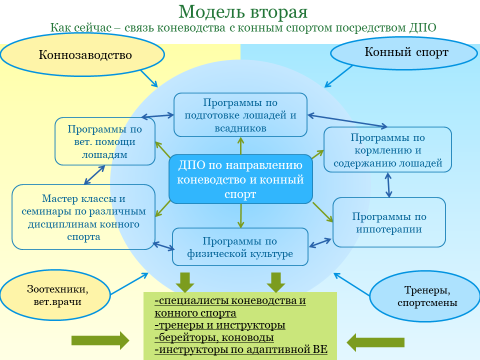 Модель вторая
Как сейчас – связь коневодства с конным спортом посредством ДПО
Коннозаводство
Конный спорт
Программы по
подготовке лошадей и
всадников
Программы по
вет. помощи
лошадям
Программы по
кормлению и
содержанию лошадей
ДПО по направлению
коневодство и конный
спорт
Мастер классы и
семинары по различным
дисциплинам конного
спорта
Программы по
иппотерапии
Программы по
физической культуре
Зоотехники,
вет.врачи
Тренеры,
спортсмены
-специалисты коневодства и
конного спорта
-тренеры и инструкторы
-берейторы, коноводы
-инструкторы по адаптивной ВЕ